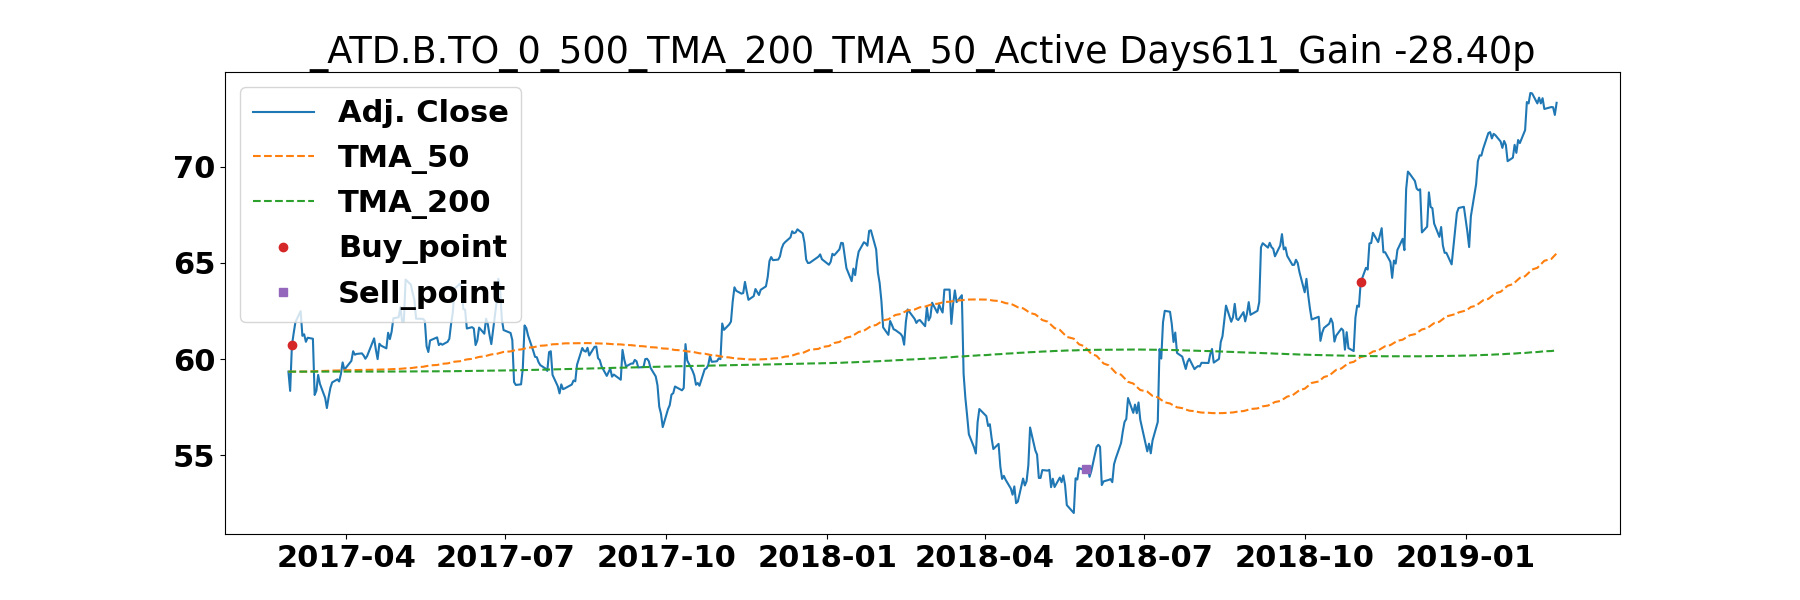 _ATD.B.TO_0_500_TMA_200_TMA_50_Active Days611_Gain -28.40p
Adj. Close
TMA_50
TMA_200
Buy_point
Sell_point
70
65
60
55
2017-04 2017-07 2017-10 2018-01 2018-04 2018-07 2018-10 2019-01